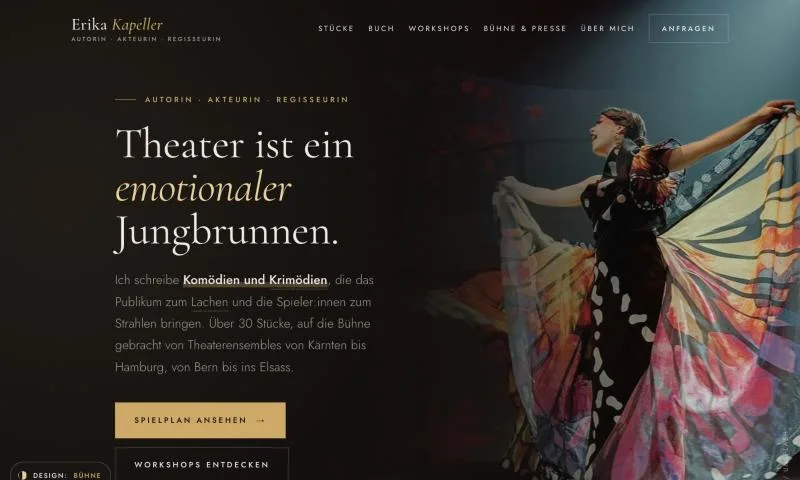 Erika Kapeller
AUTORIN · AKTEURIN · REGISSEURIN
STÜCKE BUCH WORKSHOPS BÜHNE & PRESSE ÜBER MICH ANFRAGEN
AUTORIN · AKTEURIN · REGISSEURIN
Theater ist ein
emotionaler
Jungbrunnen.
Ich schreibe Komödien und Krimödien, die das
Publikum zum Lachen und die Spieler:innen zum
Strahlen bringen. Über 30 Stücke, auf die Bühne
gebracht von Theaterensembles von Kärnten bis
Hamburg, von Bern bis ins Elsass.
SPIELPLAN ANSEHEN →
WORKSHOPS ENTDECKEN
DESIGN: BÜHNE